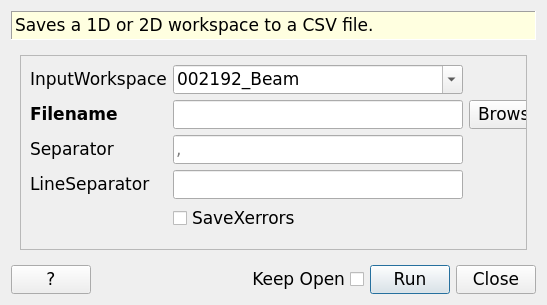 Saves a 1D or 2D workspace to a CSV file.
InputWorkspace 002192_Beam
Filename Brows
Separator ,
LineSeparator
SaveXerrors
? Keep Open Run Close